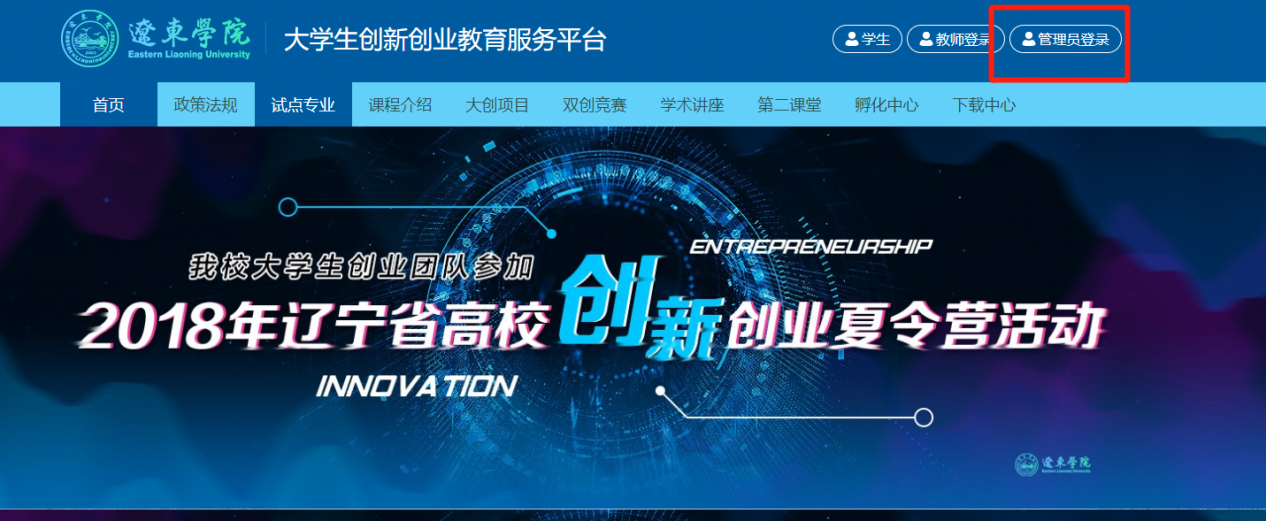 遼東學院
Eastern Liaoning University
大学生创新创业教育服务平台
学生 教师登录 管理员登录
首页 政策法规 试点专业 课程介绍 大创项目 双创竞赛 学术讲座 第二课堂 孵化中心 下载中心
ENTREPRENEURSHIP
我校大学生创业团队参加
2018年辽宁省高校创新创业夏令营活动
INNOVATION
遼東學院
Eastern Liaoning University